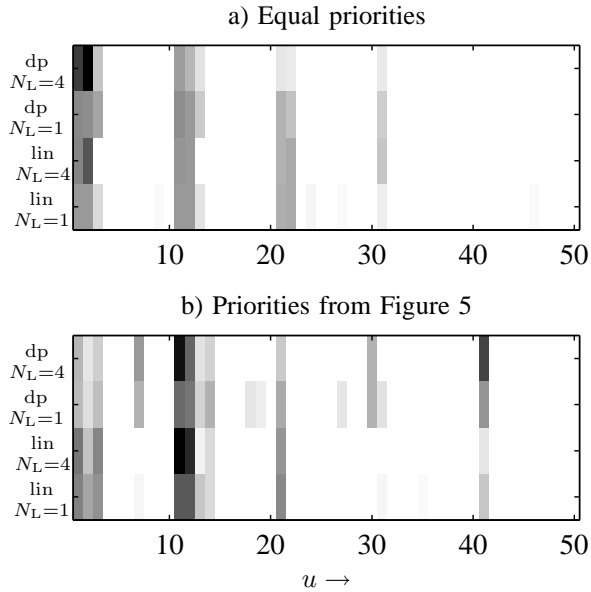 a) Equal priorities
dp
N_L=4
dp
N_L=1
lin
N_L=4
lin
N_L=1
10 20 30 40 50
b) Priorities from Figure 5
dp
N_L=4
dp
N_L=1
lin
N_L=4
lin
N_L=1
10 20 30 40 50
u →